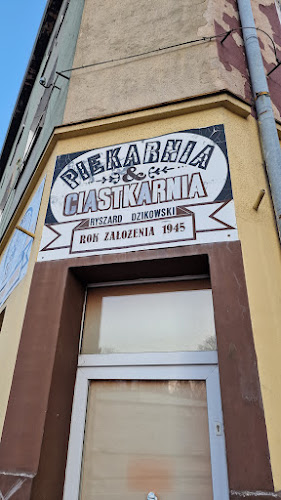 PIEKARNIA
&
CIASTKARNIA
RYSZARD DZIKOWSKI
ROK ZAŁOŻENIA 1945